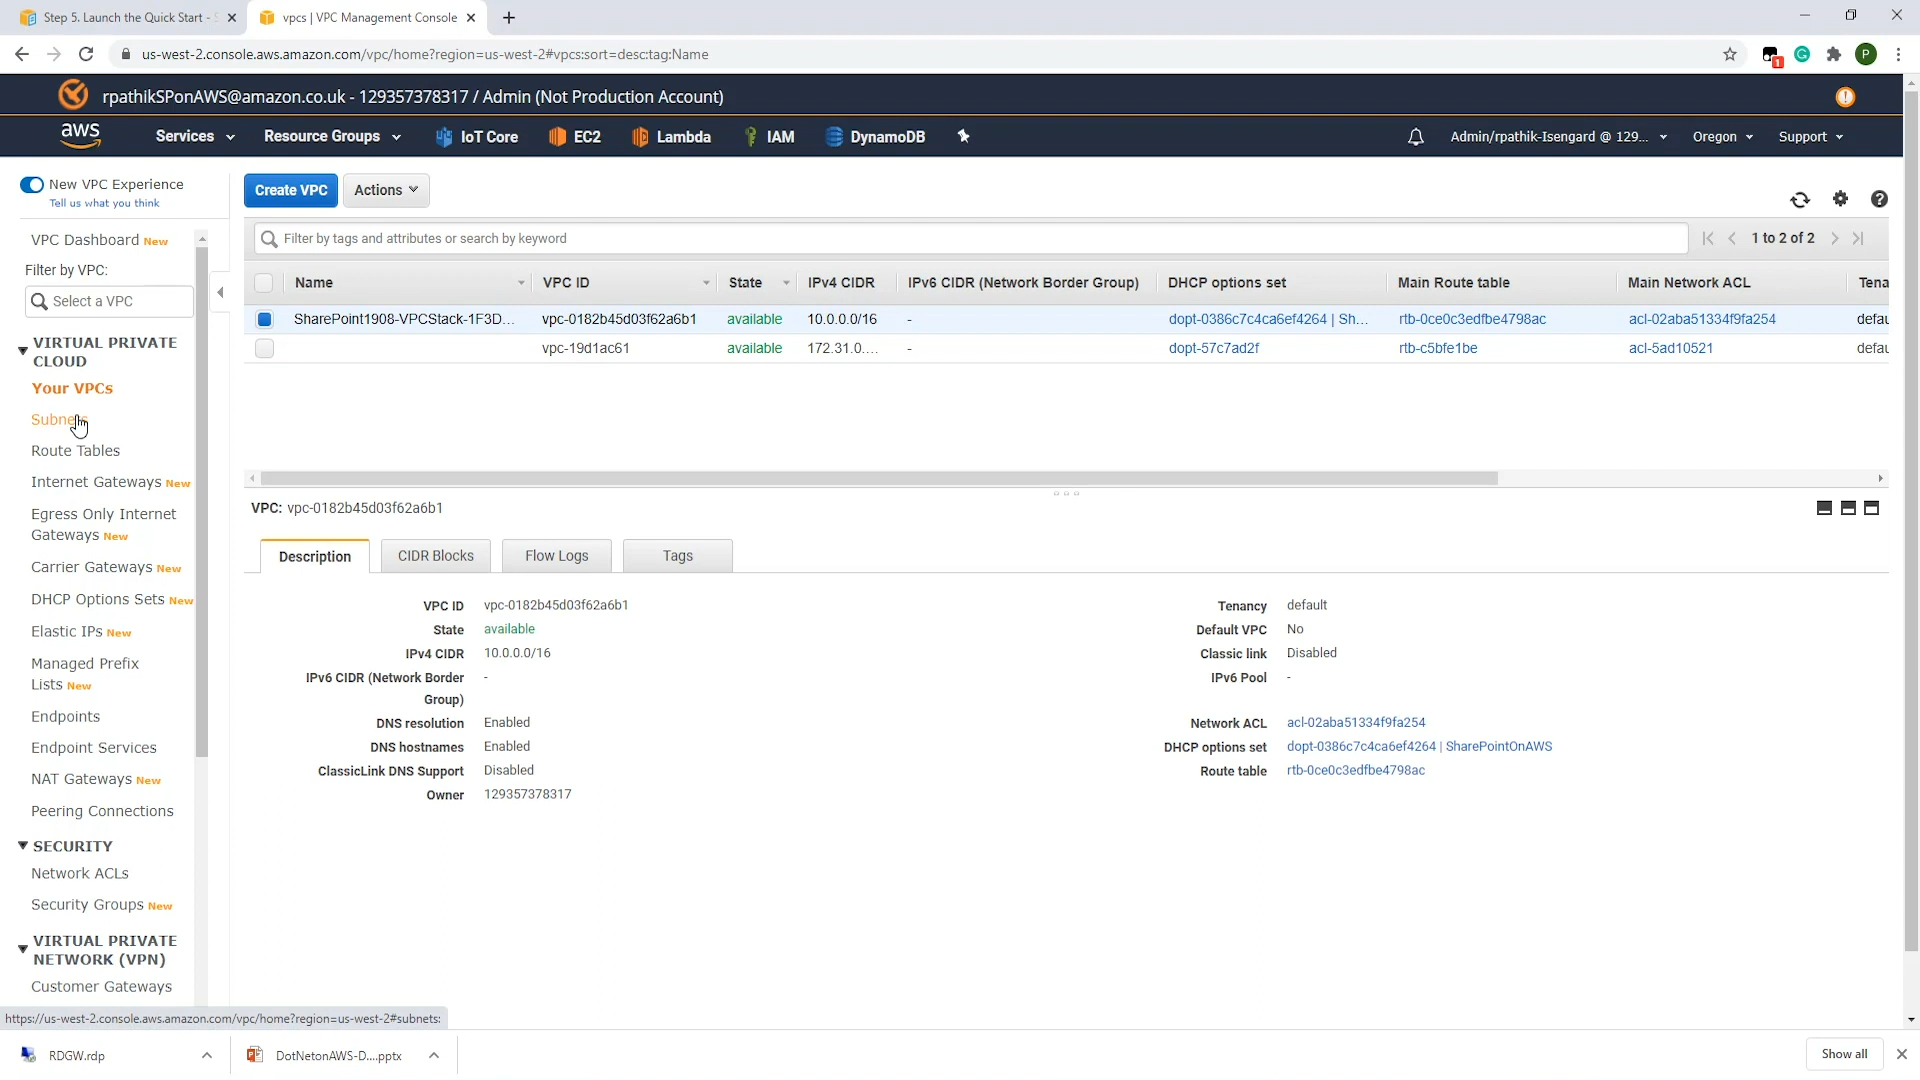 Step 5. Launch the Quick Start - S
vpcs | VPC Management Console
us-west-2.console.aws.amazon.com/vpc/home?region=us-west-2#vpcs:sort=desc:tag:Name
1
P
rpathikSPonAWS@amazon.co.uk - 129357378317 / Admin (Not Production Account)
aws Services Resource Groups IoT Core EC2 Lambda IAM DynamoDB Admin/rpathik-Isengard @ 129... Oregon Support
New VPC Experience
Tell us what you think
Create VPC Actions
VPC Dashboard New
Filter by VPC:
Select a VPC
VIRTUAL PRIVATE
CLOUD
Your VPCs
Subnets
Route Tables
Internet Gateways New
Egress Only Internet
Gateways New
Carrier Gateways New
DHCP Options Sets New
Elastic IPs New
Managed Prefix
Lists New
Endpoints
Endpoint Services
NAT Gateways New
Peering Connections
SECURITY
Network ACLs
Security Groups New
VIRTUAL PRIVATE
NETWORK (VPN)
Customer Gateways
Filter by tags and attributes or search by keyword
1 to 2 of 2
Name VPC ID State IPv4 CIDR IPv6 CIDR (Network Border Group) DHCP options set Main Route table Main Network ACL Tena
SharePoint1908-VPCStack-1F3D... vpc-0182b45d03f62a6b1 available 10.0.0.0/16 - dopt-0386c7c4ca6ef4264 | Sh... rtb-0ce0c3edfbe4798ac acl-02aba51334f9fa254 defau
vpc-19d1ac61 available 172.31.0.... - dopt-57c7ad2f rtb-c5bfe1be acl-5ad10521 defau
VPC: vpc-0182b45d03f62a6b1
Description CIDR Blocks Flow Logs Tags
VPC ID vpc-0182b45d03f62a6b1
State available
IPv4 CIDR 10.0.0.0/16
IPv6 CIDR (Network Border -
Group)
DNS resolution Enabled
DNS hostnames Enabled
ClassicLink DNS Support Disabled
Owner 129357378317
Tenancy default
Default VPC No
Classic link Disabled
IPv6 Pool -
Network ACL acl-02aba51334f9fa254
DHCP options set dopt-0386c7c4ca6ef4264 | SharePointOnAWS
Route table rtb-0ce0c3edfbe4798ac
https://us-west-2.console.aws.amazon.com/vpc/home?region=us-west-2#subnets:
RDGW.rdp
DotNetonAWS-D....pptx
Show all